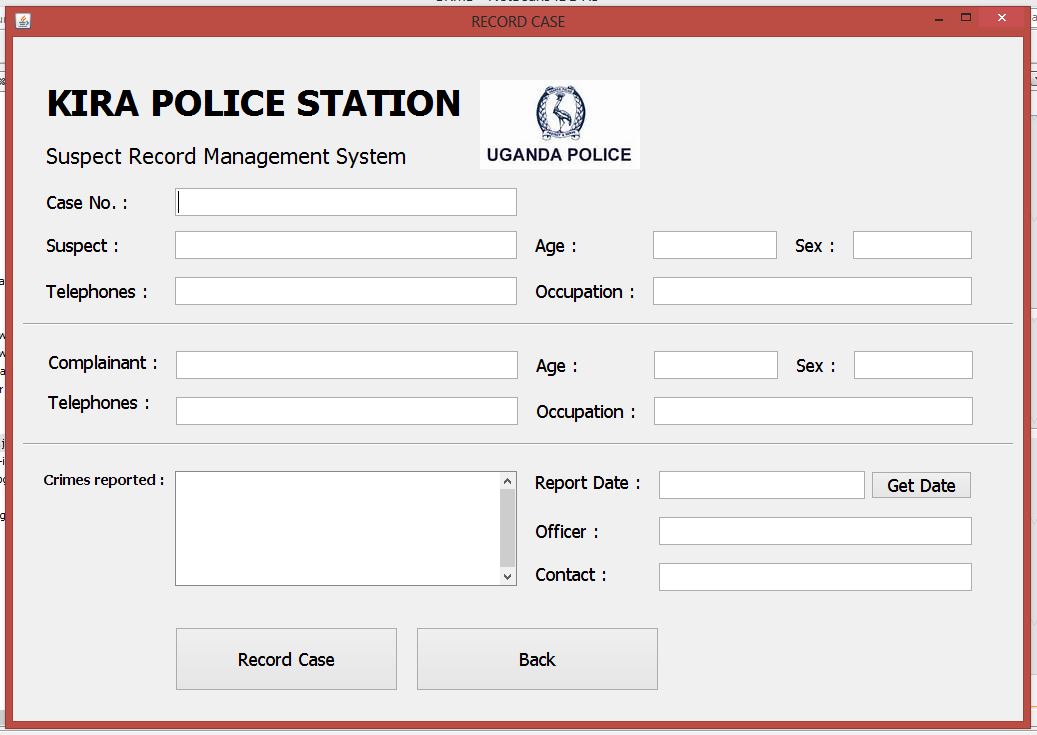 RECORD CASE
KIRA POLICE STATION
UGANDA POLICE
Suspect Record Management System
Case No. :
Suspect :
Age :
Sex :
Telephones :
Occupation :
Complainant :
Age :
Sex :
Telephones :
Occupation :
Crimes reported :
Report Date :
Get Date
Officer :
Contact :
Record Case
Back